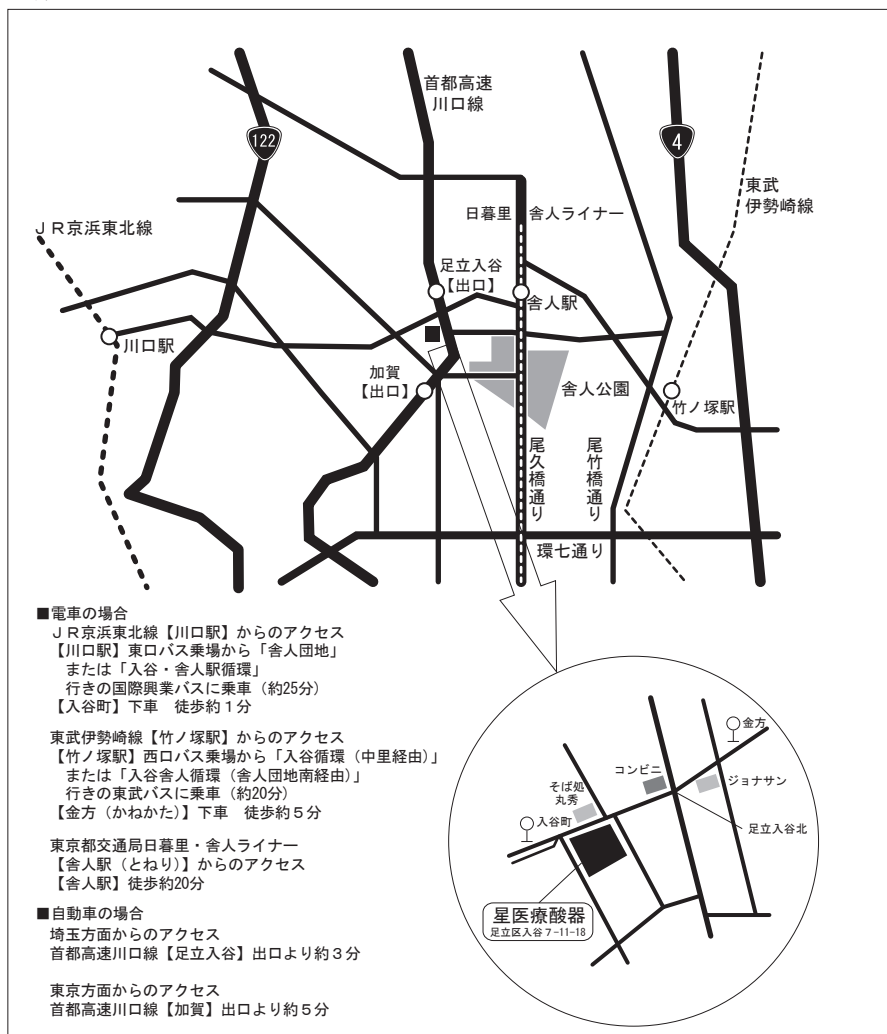 首都高速
川口線
122
4
東武
伊勢崎線
日暮里
舎人ライナー
ＪＲ京浜東北線
足立入谷
【出口】
舎人駅
川口駅
加賀
【出口】
舎人公園
竹ノ塚駅
尾久橋通り
尾竹橋通り
環七通り
■電車の場合
ＪＲ京浜東北線【川口駅】からのアクセス
【川口駅】東口バス乗場から「舎人団地」
または「入谷・舎人駅循環」
行きの国際興業バスに乗車（約25分）
【入谷町】下車　徒歩約１分
東武伊勢崎線【竹ノ塚駅】からのアクセス
【竹ノ塚駅】西口バス乗場から「入谷循環（中里経由）」
または「入谷舎人循環（舎人団地南経由）」
行きの東武バスに乗車（約20分）
【金方（かねかた）】下車　徒歩約５分
東京都交通局日暮里・舎人ライナー
【舎人駅（とねり）】からのアクセス
【舎人駅】徒歩約20分
■自動車の場合
埼玉方面からのアクセス
首都高速川口線【足立入谷】出口より約３分
東京方面からのアクセス
首都高速川口線【加賀】出口より約５分
金方
コンビニ
ジョナサン
そば処
丸秀
入谷町
足立入谷北
星医療酸器
足立区入谷７-11-18